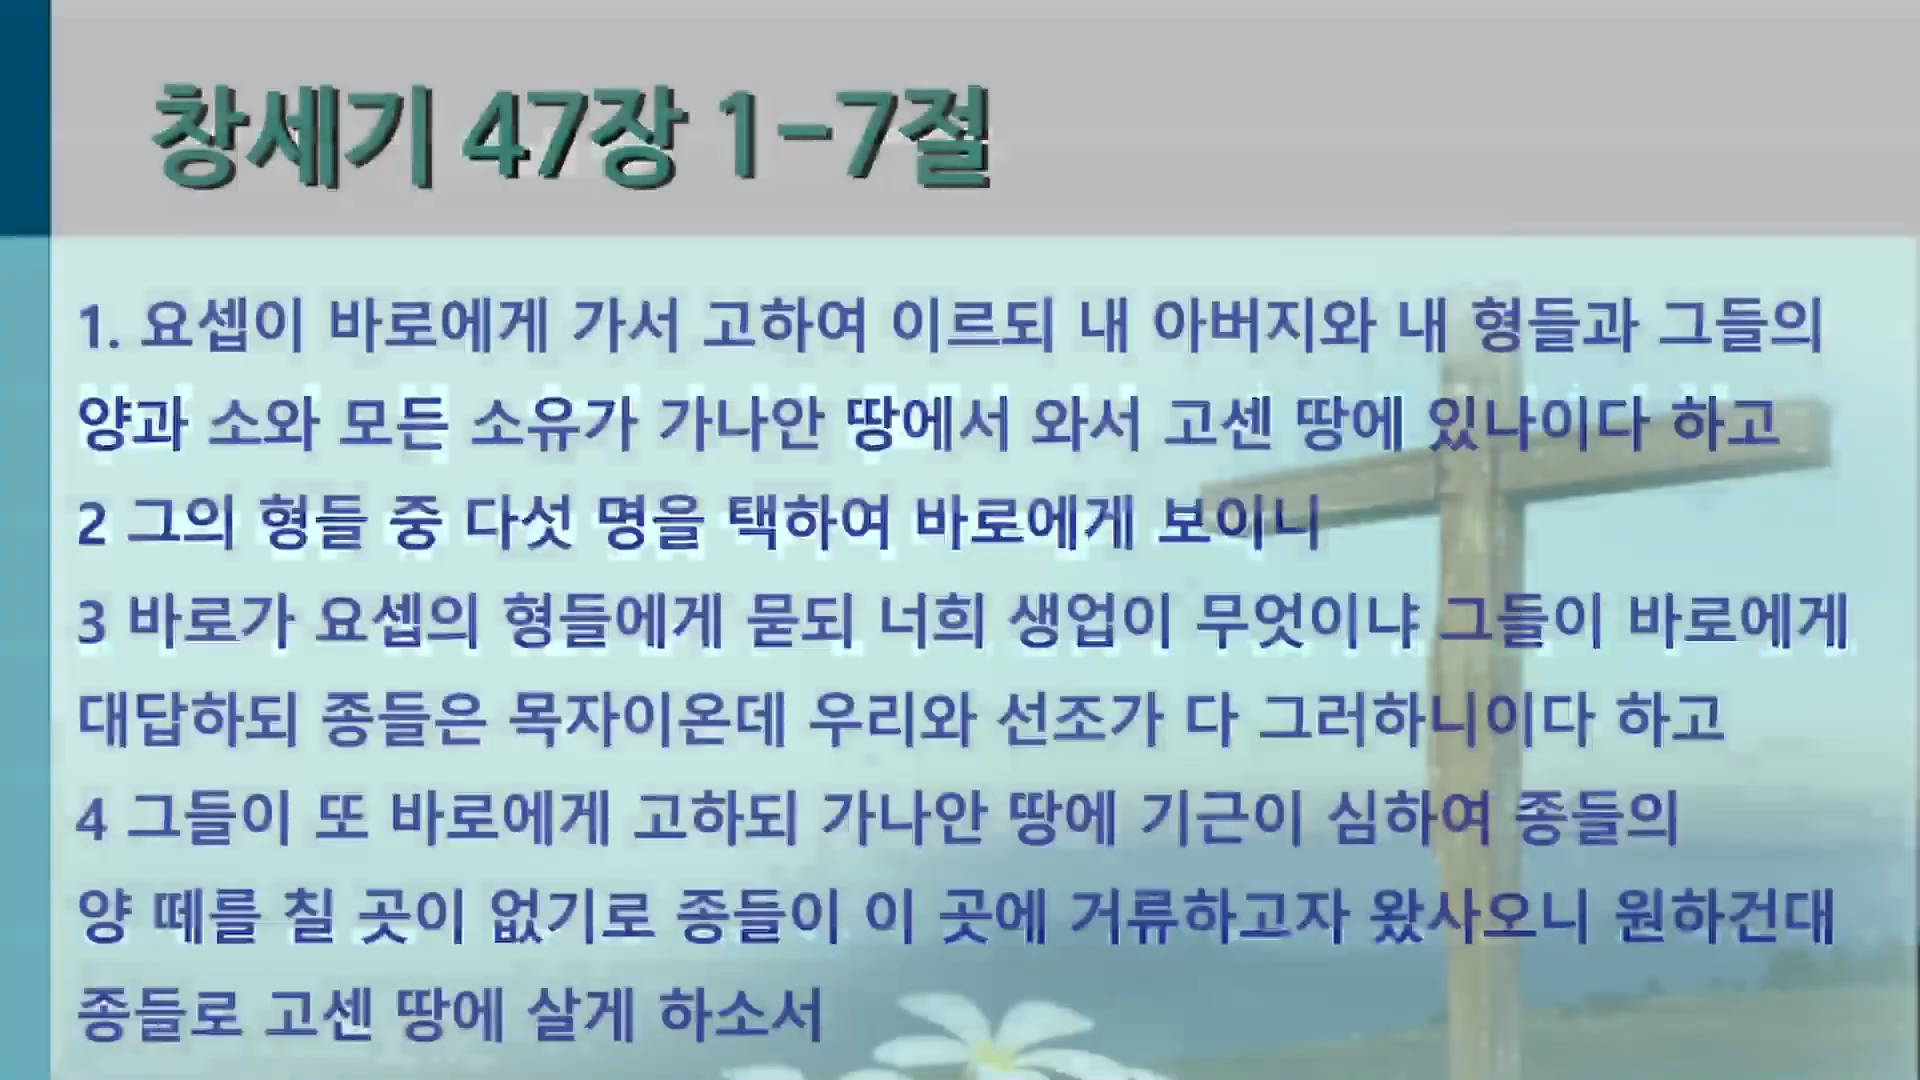 창세기 47장 1-7절
1. 요셉이 바로에게 가서 고하여 이르되 내 아버지와 내 형들과 그들의
양과 소와 모든 소유가 가나안 땅에서 와서 고센 땅에 있나이다 하고
2 그의 형들 중 다섯 명을 택하여 바로에게 보이니
3 바로가 요셉의 형들에게 묻되 너희 생업이 무엇이냐 그들이 바로에게
대답하되 종들은 목자이온데 우리와 선조가 다 그러하니이다 하고
4 그들이 또 바로에게 고하되 가나안 땅에 기근이 심하여 종들의
양 떼를 칠 곳이 없기로 종들이 이 곳에 거류하고자 왔사오니 원하건대
종들로 고센 땅에 살게 하소서